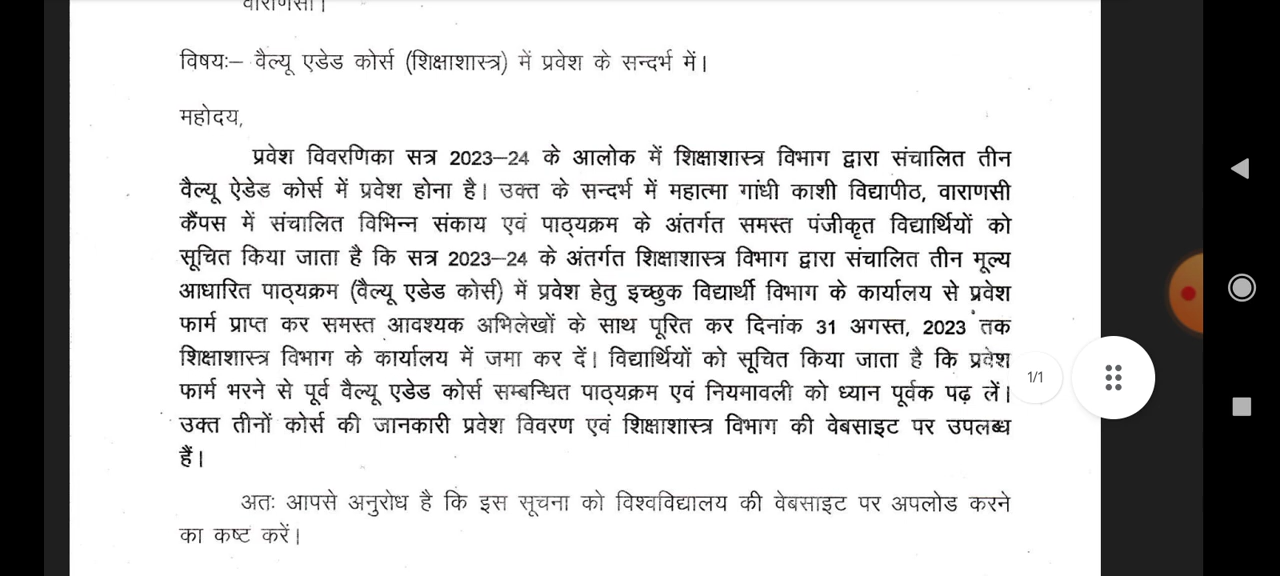 वाराणसी।
विषयः– वैल्यू एडेड कोर्स (शिक्षाशास्त्र) में प्रवेश के सन्दर्भ में।
महोदय,
प्रवेश विवरणिका सत्र 2023–24 के आलोक में शिक्षाशास्त्र विभाग द्वारा संचालित तीन
वैल्यू ऐडेड कोर्स में प्रवेश होना है। उक्त के सन्दर्भ में महात्मा गांधी काशी विद्यापीठ, वाराणसी
कैंपस में संचालित विभिन्न संकाय एवं पाठ्यक्रम के अंतर्गत समस्त पंजीकृत विद्यार्थियों को
सूचित किया जाता है कि सत्र 2023–24 के अंतर्गत शिक्षाशास्त्र विभाग द्वारा संचालित तीन मूल्य
आधारित पाठ्यक्रम (वैल्यू एडेड कोर्स) में प्रवेश हेतु इच्छुक विद्यार्थी विभाग के कार्यालय से प्रवेश
फार्म प्राप्त कर समस्त आवश्यक अभिलेखों के साथ पूरित कर दिनांक 31 अगस्त, 2023 तक
शिक्षाशास्त्र विभाग के कार्यालय में जमा कर दें। विद्यार्थियों को सूचित किया जाता है कि प्रवेश
फार्म भरने से पूर्व वैल्यू एडेड कोर्स सम्बन्धित पाठ्यक्रम एवं नियमावली को ध्यान पूर्वक पढ़ लें।
उक्त तीनों कोर्स की जानकारी प्रवेश विवरण एवं शिक्षाशास्त्र विभाग की वेबसाइट पर उपलब्ध
हैं।
अतः आपसे अनुरोध है कि इस सूचना को विश्वविद्यालय की वेबसाइट पर अपलोड करने
का कष्ट करें।
1/1